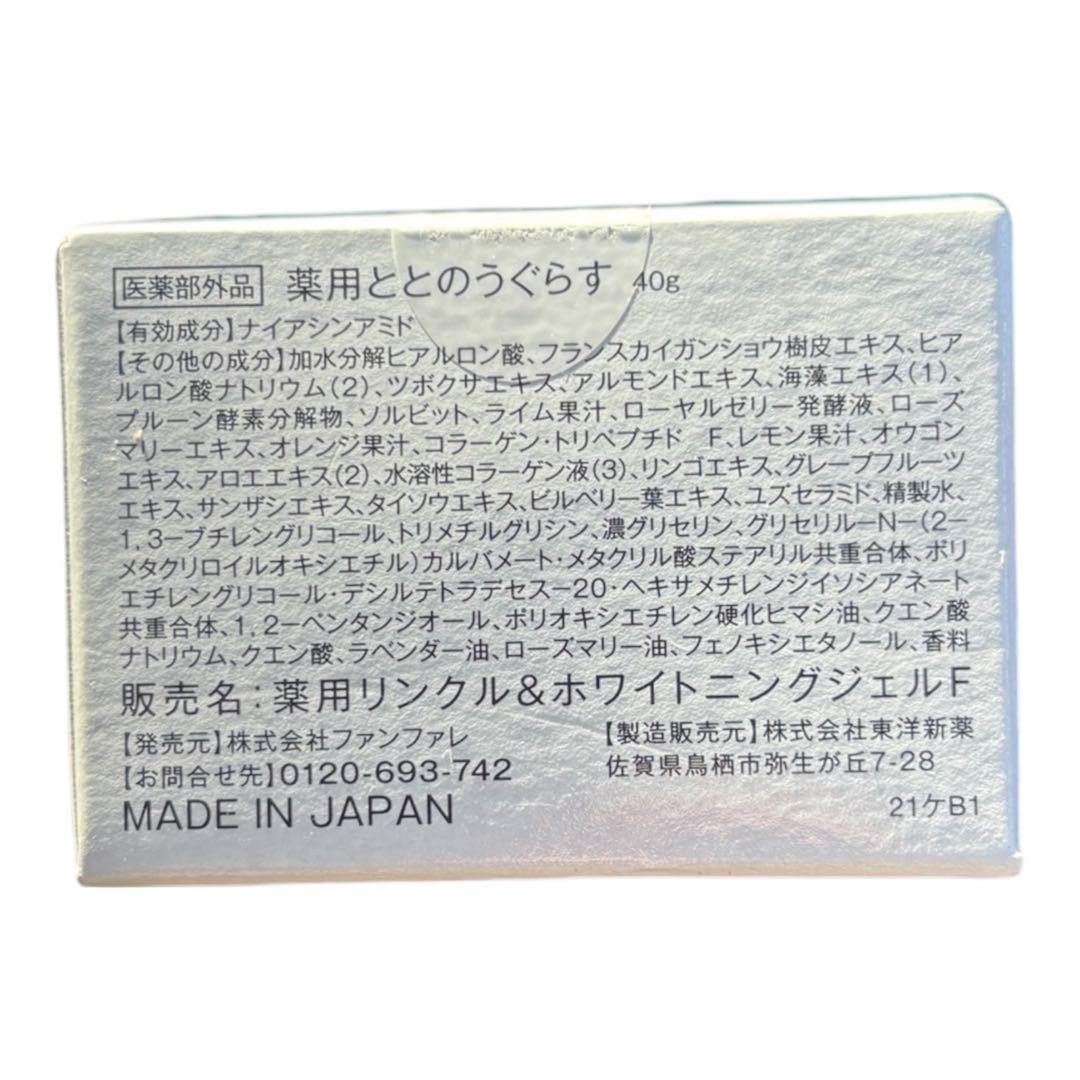 医薬部外品 薬用ととのうぐらす 40g
【有効成分】ナイアシンアミド
【その他の成分】加水分解ヒアルロン酸、フランスカイガンショウ樹皮エキス、ヒア
ルロン酸ナトリウム(2)、ツボクサエキス、アルモンドエキス、海藻エキス(1)、
プルーン酵素分解物、ソルビット、ライム果汁、ローヤルゼリー発酵液、ローズ
マリーエキス、オレンジ果汁、コラーゲン・トリペプチド F、レモン果汁、オウゴン
エキス、アロエエキス(2)、水溶性コラーゲン液(3)、リンゴエキス、グレープフルーツ
エキス、サンザシエキス、タイソウエキス、ビルベリー葉エキス、ユズセラミド、精製水、
1,3−ブチレングリコール、トリメチルグリシン、濃グリセリン、グリセリル−N−(2−
メタクリロイルオキシエチル)カルバメート・メタクリル酸ステアリル共重合体、ポリ
エチレングリコール・デシルテトラデセス−20・ヘキサメチレンジイソシアネート
共重合体、1,2−ペンタンジオール、ポリオキシエチレン硬化ヒマシ油、クエン酸
ナトリウム、クエン酸、ラベンダー油、ローズマリー油、フェノキシエタノール、香料
販売名：薬用リンクル&ホワイトニングジェルF
【発売元】株式会社ファンファレ
【お問合せ先】0120-693-742
MADE IN JAPAN
【製造販売元】株式会社東洋新薬
佐賀県鳥栖市弥生が丘7-28
21ケB1